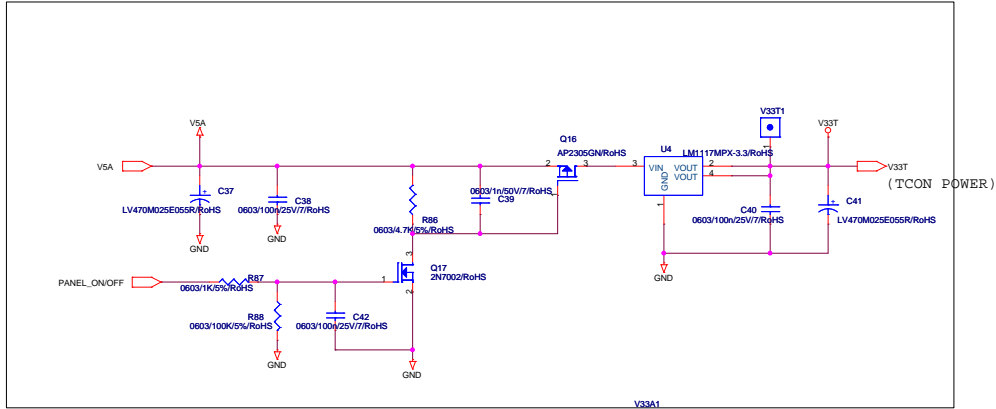 V33T1
V5A
Q16
V33T
AP2305GN/RoHS
U4
LM1117MPX-3.3/RoHS
1
V5A
2
3
3
VIN
VOUT
2
V33T
GND
VOUT
4
(TCON POWER)
C37
LV470M025E055R/RoHS
C38
0603/100n/25V/7/RoHS
0603/1n/50V/7/RoHS
C39
1
1
C40
0603/100n/25V/7/RoHS
C41
LV470M025E055R/RoHS
R86
0603/4.7K/5%/RoHS
GND
GND
3
Q17
2N7002/RoHS
GND
PANEL_ON/OFF
R87
0603/1K/5%/RoHS
1
2
R88
0603/100K/5%/RoHS
C42
0603/100n/25V/7/RoHS
GND
GND
V33A1